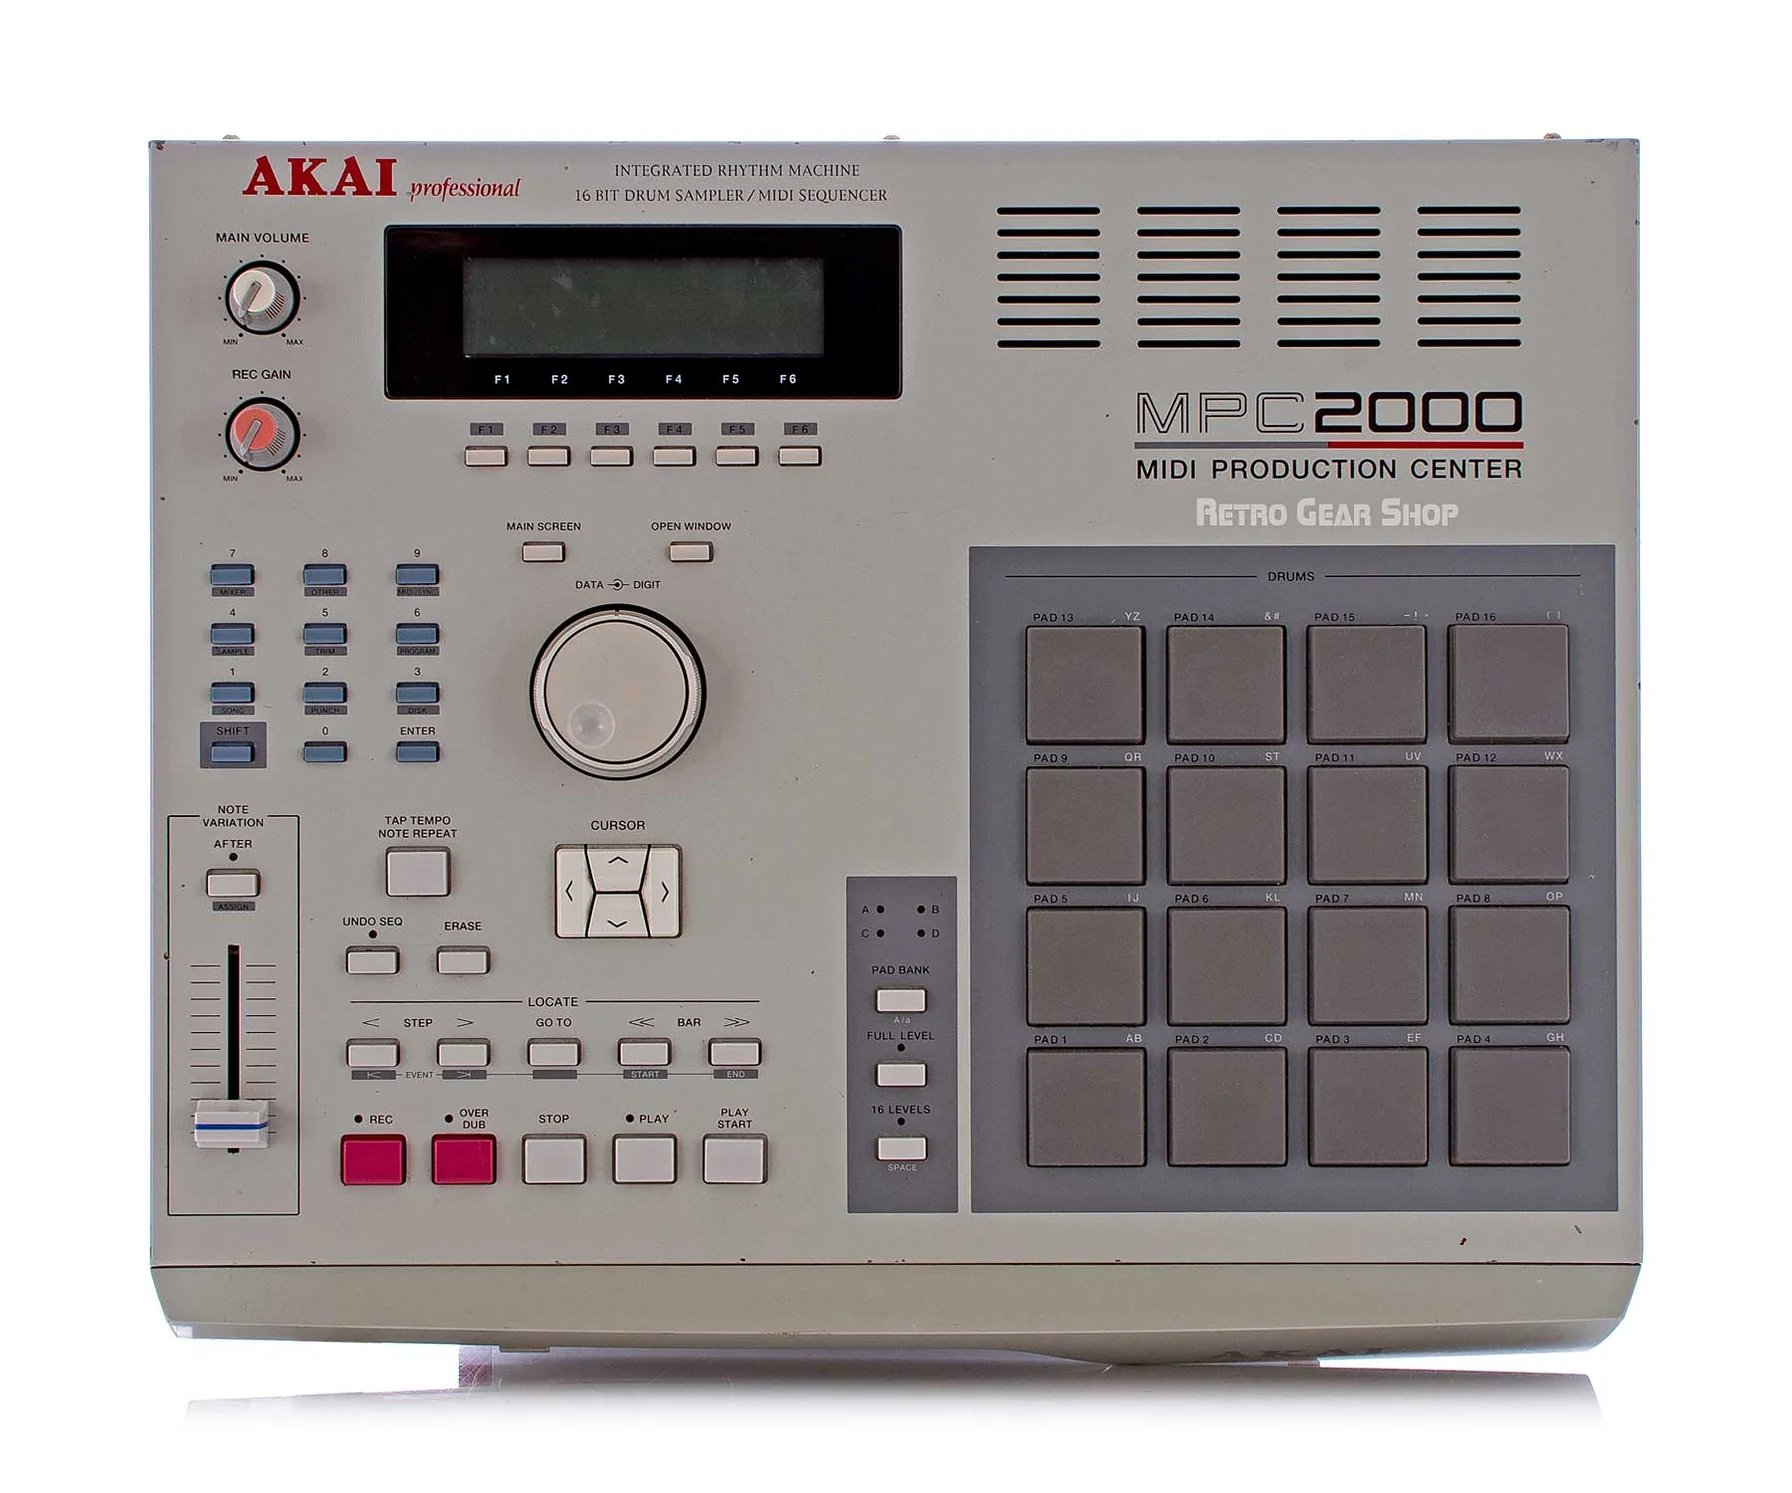 AKAI professional
INTEGRATED RHYTHM MACHINE
16 BIT DRUM SAMPLER / MIDI SEQUENCER
MAIN VOLUME
MIN MAX
REC GAIN
MIN MAX
F1 F2 F3 F4 F5 F6
F1 F2 F3 F4 F5 F6
MPC2000
MIDI PRODUCTION CENTER
RETRO GEAR SHOP
MAIN SCREEN OPEN WINDOW
DATA DIGIT
7 8 9
MIXER OTHER MIDI/SYNC
4 5 6
SAMPLE TRIM PROGRAM
1 2 3
SONG PUNCH DISK
SHIFT 0 ENTER
NOTE
VARIATION
AFTER
ASSIGN
TAP TEMPO
NOTE REPEAT
CURSOR
UNDO SEQ ERASE
LOCATE
< STEP > GO TO << BAR >>
EVENT START END
REC
OVER
DUB
STOP
PLAY
PLAY
START
A B
C D
PAD BANK
A/a
FULL LEVEL
16 LEVELS
SPACE
DRUMS
PAD 13 YZ PAD 14 &# PAD 15 -! PAD 16 ( )
PAD 9 QR PAD 10 ST PAD 11 UV PAD 12 WX
PAD 5 IJ PAD 6 KL PAD 7 MN PAD 8 OP
PAD 1 AB PAD 2 CD PAD 3 EF PAD 4 GH
AKAI